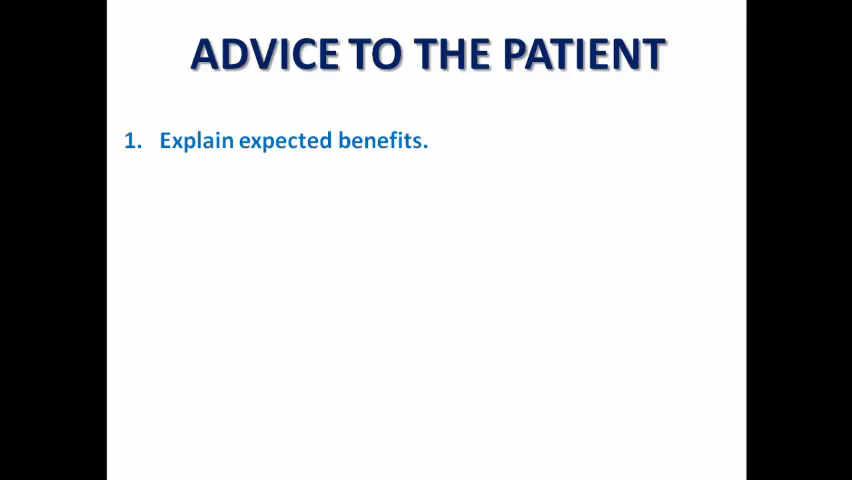 ADVICE TO THE PATIENT
1. Explain expected benefits.